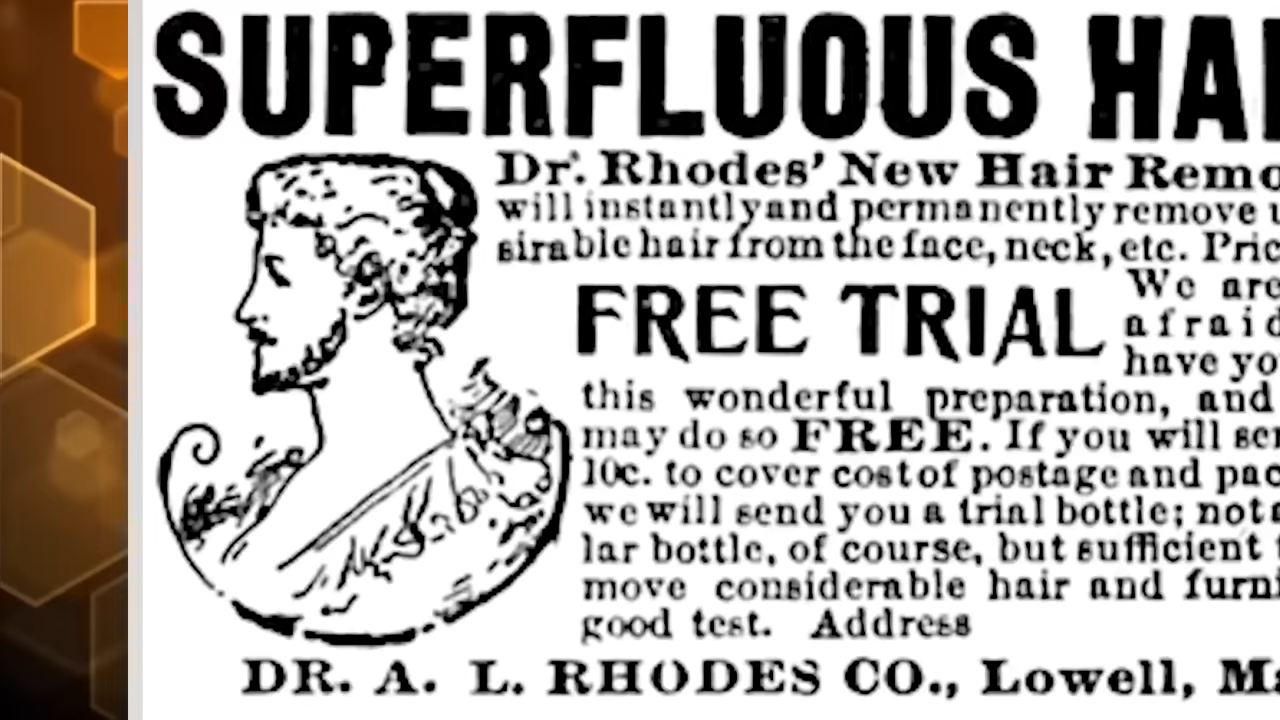 SUPERFLUOUS HAI
Dr. Rhodes' New Hair Remo
will instantly and permanently remove u
sirable hair from the face, neck, etc. Pric
FREE TRIAL
We are
afraid
have yo
this wonderful preparation, and
may do so FREE. If you will sen
10c. to cover cost of postage and pac
we will send you a trial bottle; not a
lar bottle, of course, but sufficient t
move considerable hair and furni
good test. Address
DR. A. L. RHODES CO., Lowell, Ma